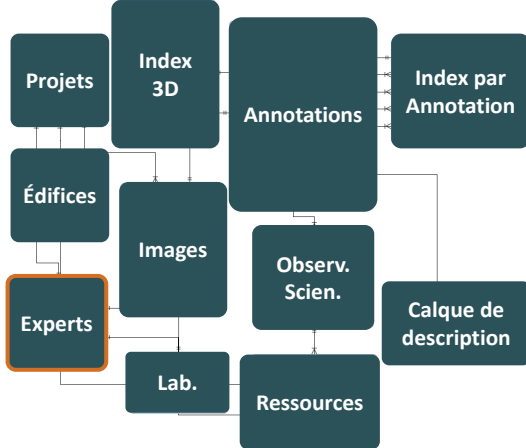 Projets
Index
3D
Annotations
Index par
Annotation
Édifices
Images
Observ.
Scien.
Experts
Calque de
description
Lab.
Ressources